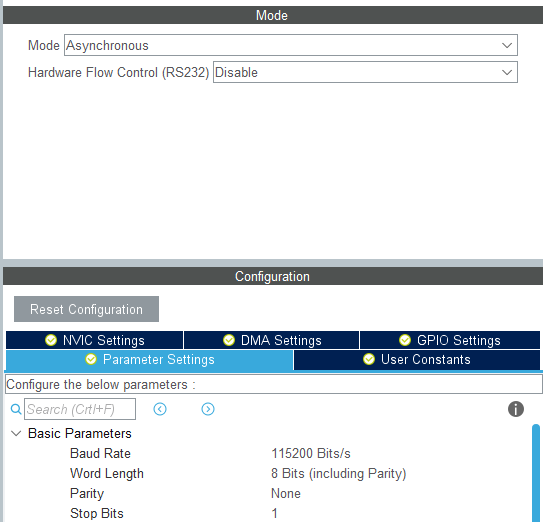 Mode
Mode Asynchronous
Hardware Flow Control (RS232) Disable
Configuration
Reset Configuration
NVIC Settings DMA Settings GPIO Settings
Parameter Settings User Constants
Configure the below parameters :
Search (Crtl+F)
Basic Parameters
Baud Rate 115200 Bits/s
Word Length 8 Bits (including Parity)
Parity None
Stop Bits 1